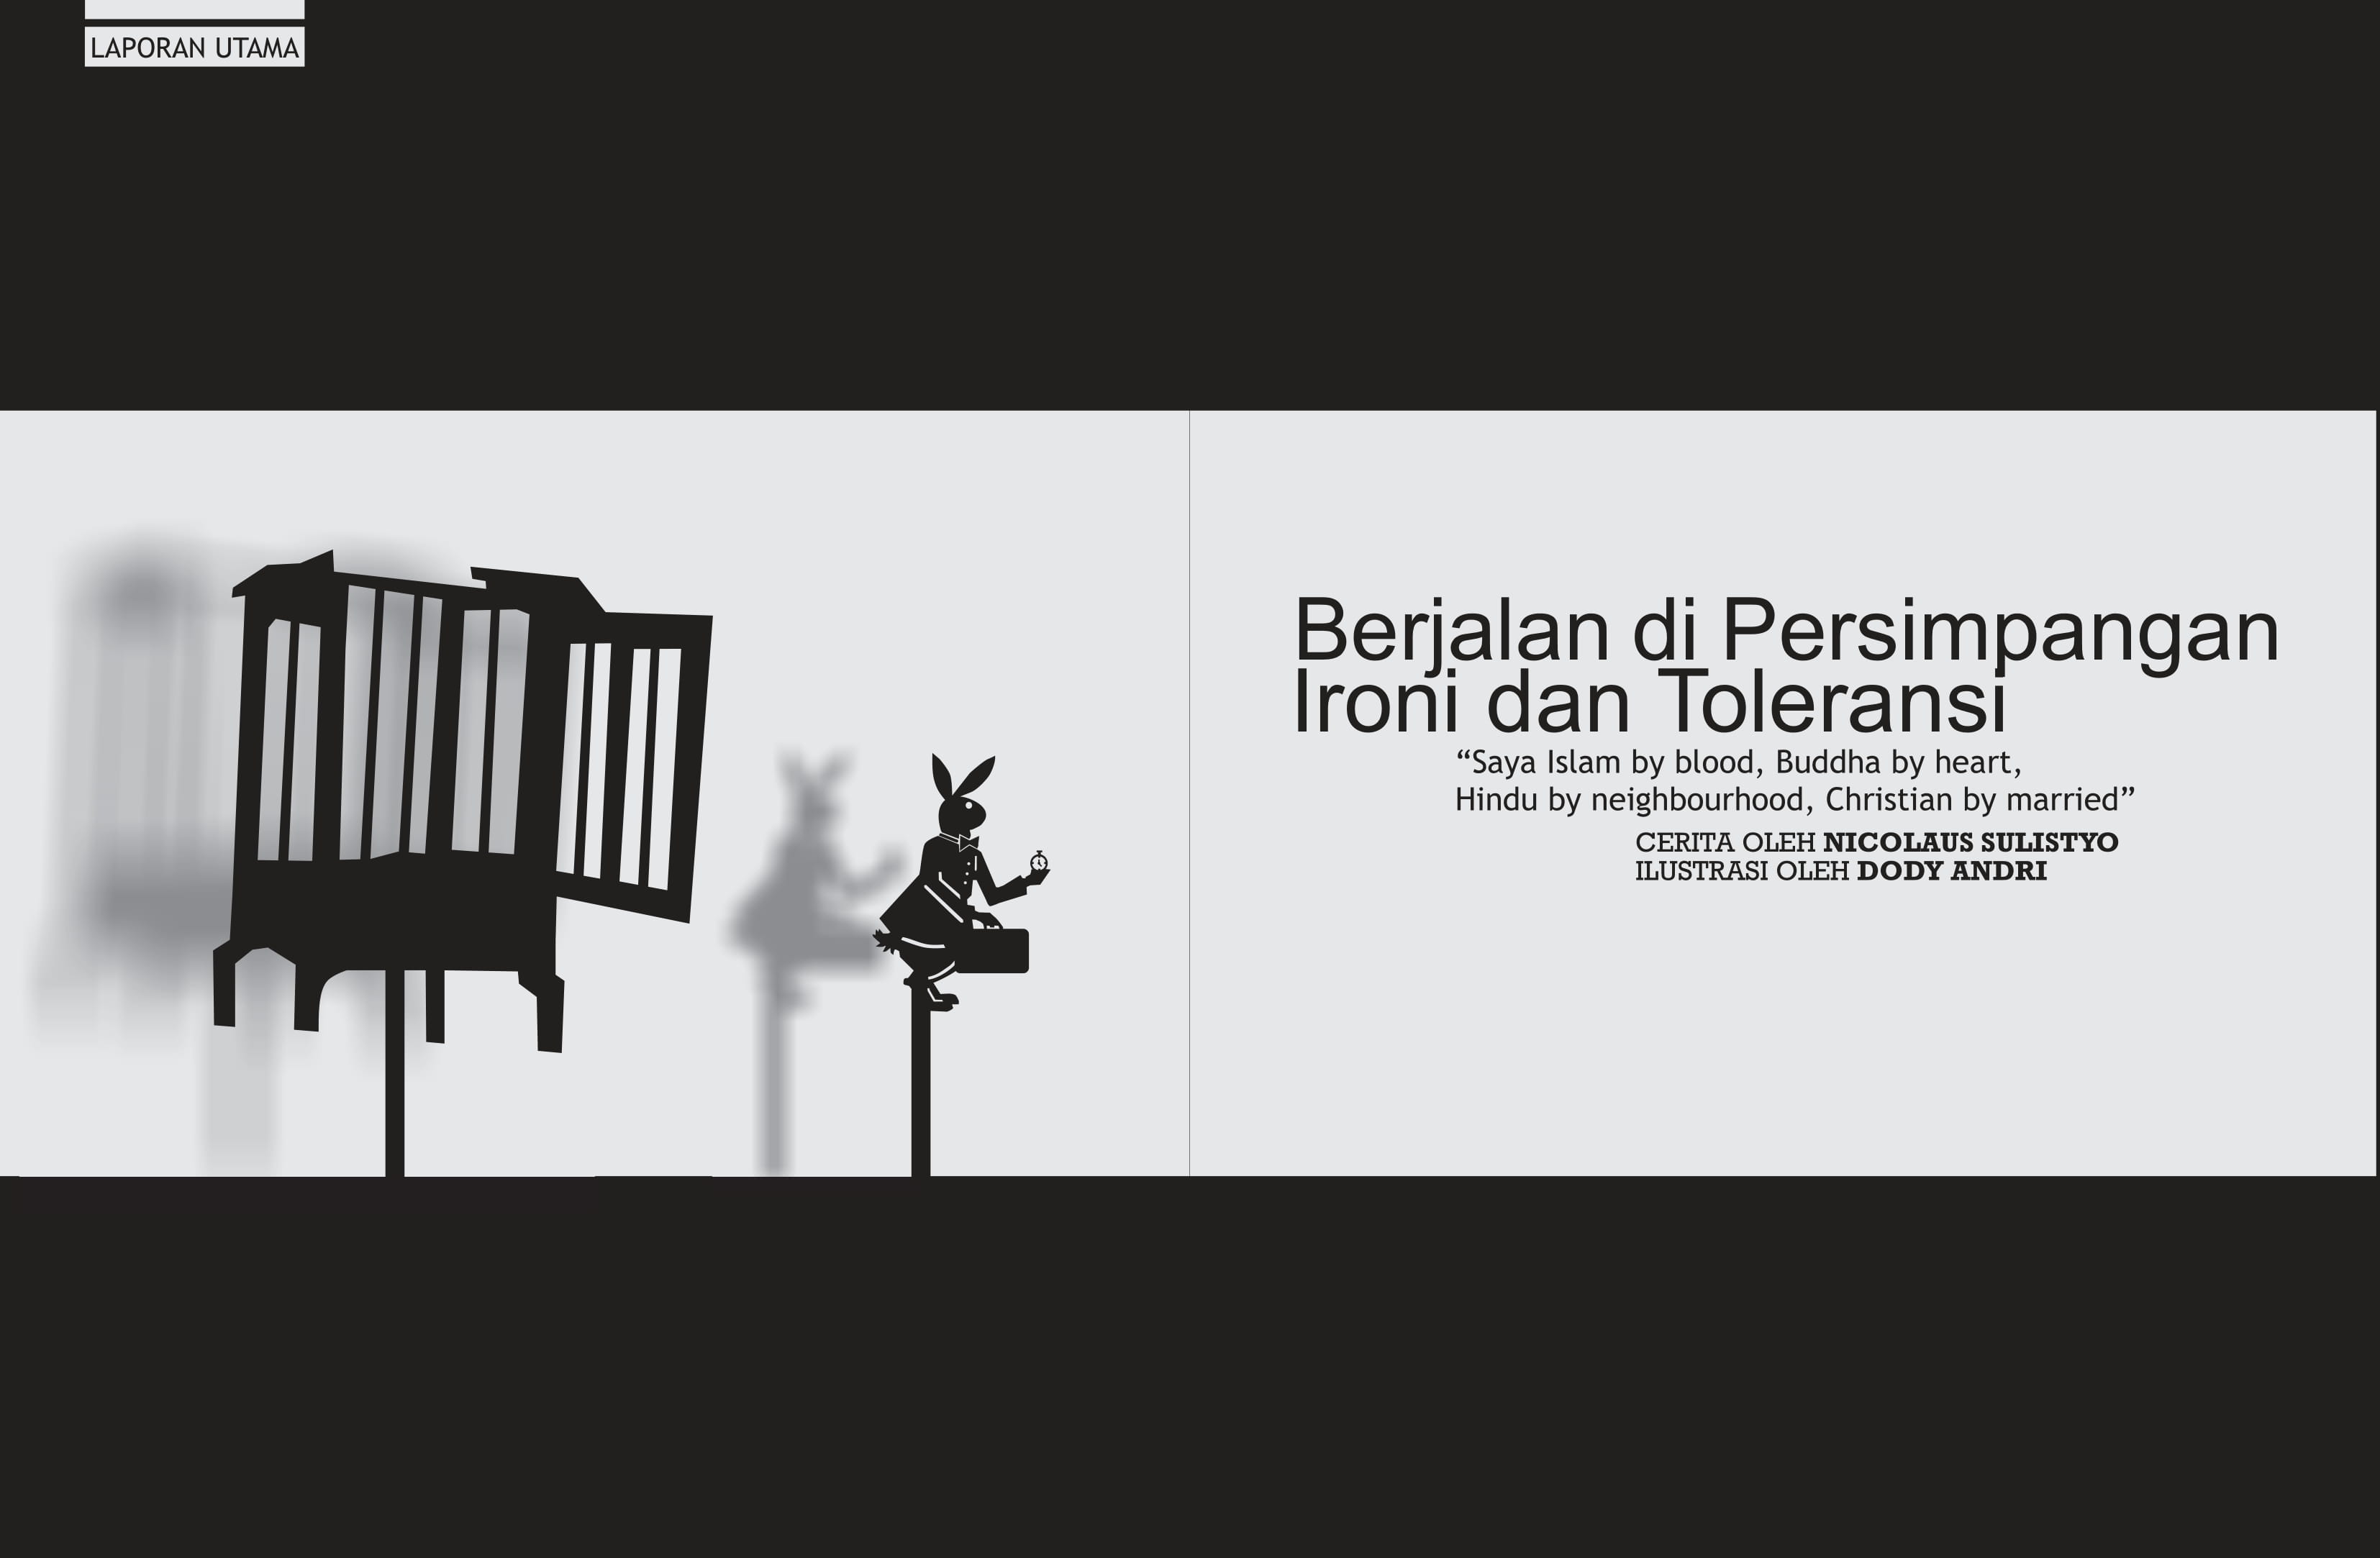 LAPORAN UTAMA
Berjalan di Persimpangan
Ironi dan Toleransi
“Saya Islam by blood, Buddha by heart,
Hindu by neighbourhood, Christian by married”
CERITA OLEH NICOLAUS SULISTYO
ILUSTRASI OLEH DODY ANDRI